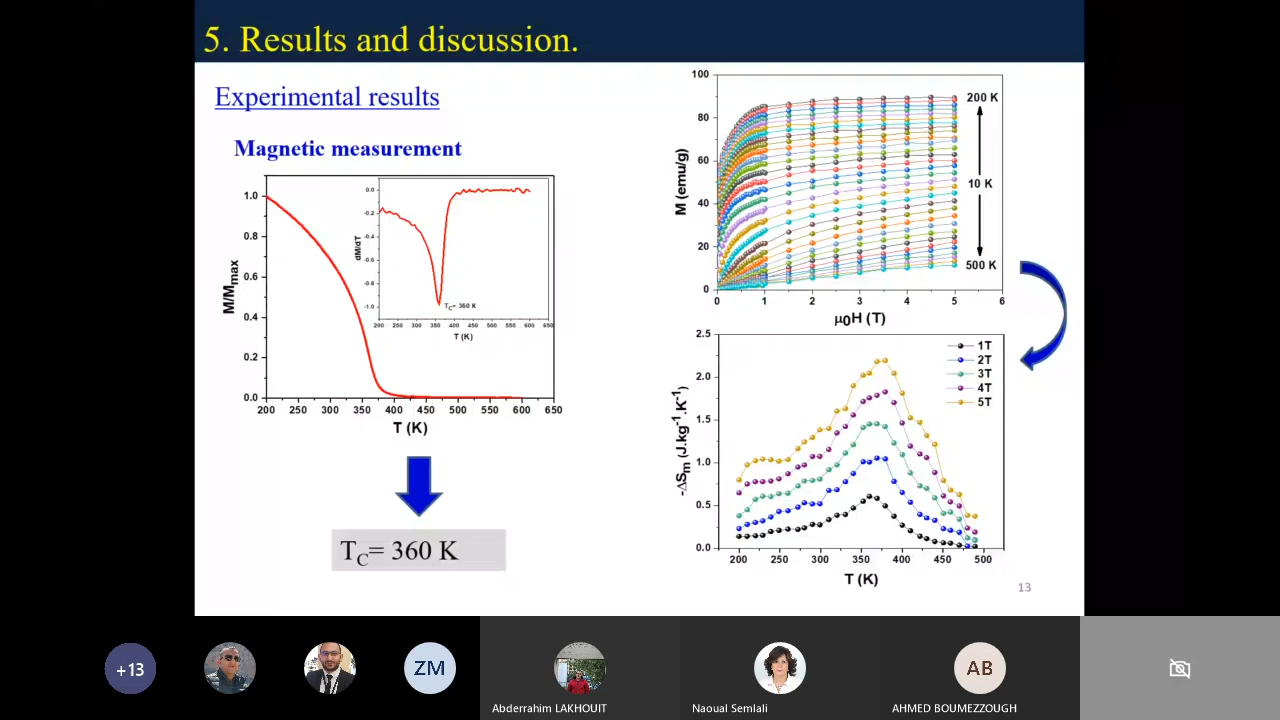 5. Results and discussion.
Experimental results
Magnetic measurement
M/Mmax
1.0
0.8
0.6
0.4
0.2
0.0
200 250 300 350 400 450 500 550 600 650
T (K)
dM/dT
0.0
-0.2
-0.4
-0.6
-0.8
-1.0
TC= 360 K
200 250 300 350 400 450 500 550 600 650
T (K)
TC= 360 K
M (emu/g)
100
80
60
40
20
0
0 1 2 3 4 5 6
μ0H (T)
200 K
10 K
500 K
-ΔSm (J.kg-1.K-1)
2.5
2.0
1.5
1.0
0.5
0.0
200 250 300 350 400 450 500
T (K)
1T
2T
3T
4T
5T
13
+13
ZM
AB
Abderrahim LAKHOUIT
Naoual Semlali
AHMED BOUMEZZOUGH